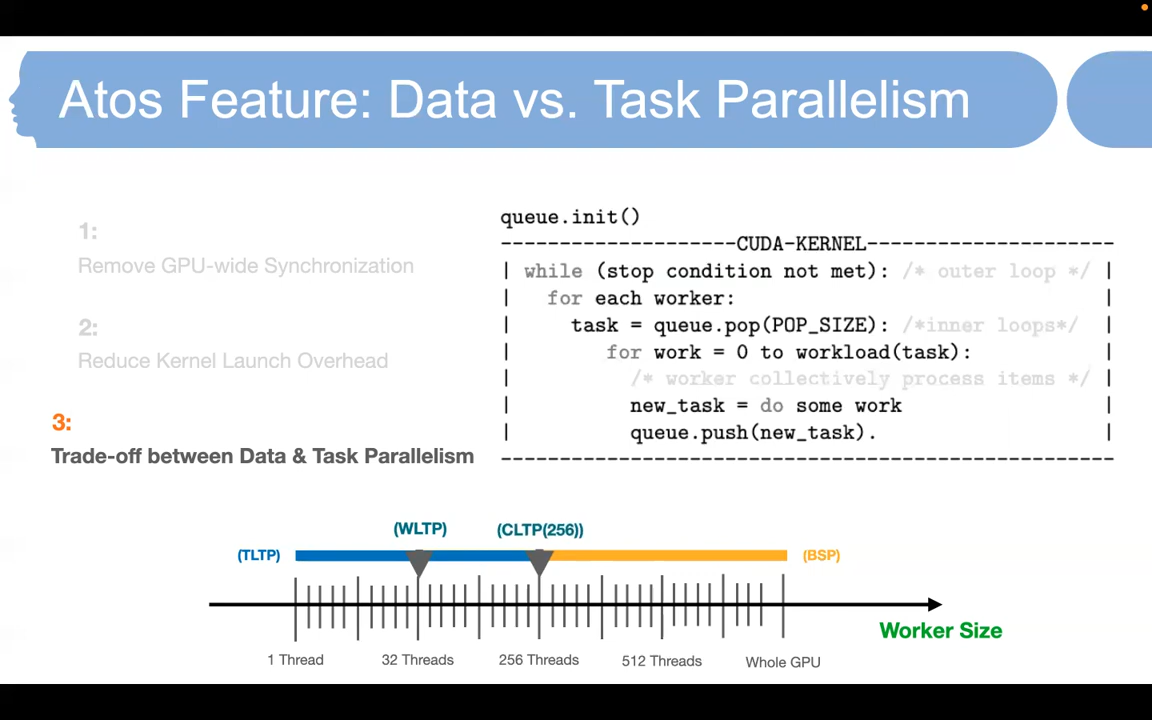 Atos Feature: Data vs. Task Parallelism
1:
Remove GPU-wide Synchronization
2:
Reduce Kernel Launch Overhead
3:
Trade-off between Data & Task Parallelism
queue.init()
--------------------CUDA-KERNEL---------------------
| while (stop condition not met): /* outer loop */ |
| for each worker: |
| task = queue.pop(POP_SIZE): /*inner loops*/ |
| for work = 0 to workload(task): |
| /* worker collectively process items */ |
| new_task = do some work |
| queue.push(new_task). |
----------------------------------------------------
(WLTP) (CLTP(256))
(TLTP) (BSP)
Worker Size
1 Thread 32 Threads 256 Threads 512 Threads Whole GPU